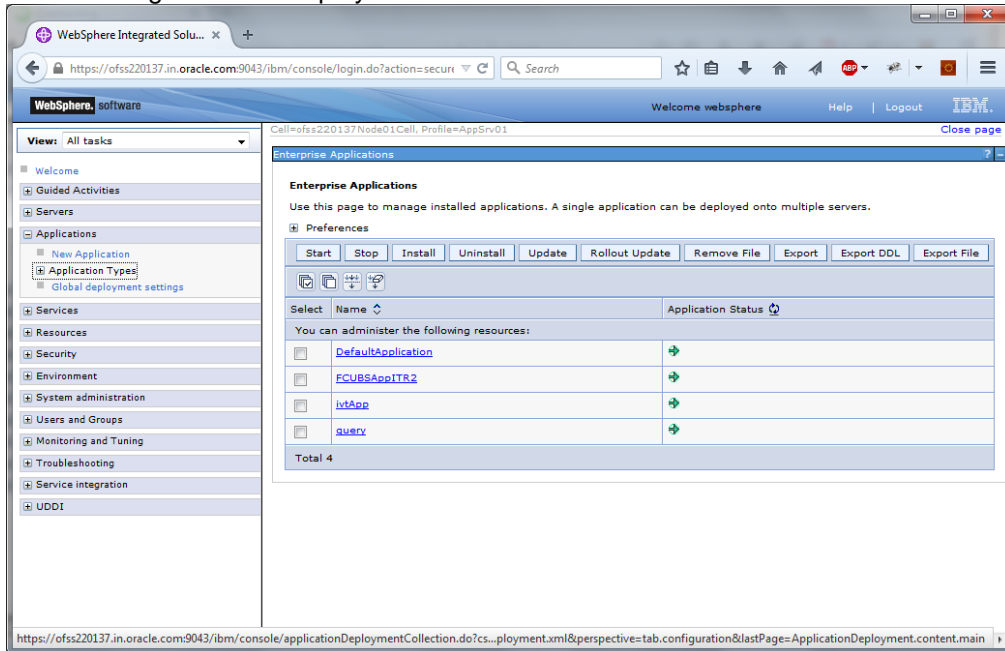 WebSphere Integrated Solu... × +
https://ofss220137.in.oracle.com:9043/ibm/console/login.do?action=secure Search ABP
WebSphere. software Welcome websphere Help | Logout IBM.
View: All tasks
Cell=ofss220137Node01Cell, Profile=AppSrv01 Close page
Welcome
Guided Activities
Servers
Applications
New Application
Application Types
Global deployment settings
Services
Resources
Security
Environment
System administration
Users and Groups
Monitoring and Tuning
Troubleshooting
Service integration
UDDI
Enterprise Applications ? -
Enterprise Applications
Use this page to manage installed applications. A single application can be deployed onto multiple servers.
Preferences
Start Stop Install Uninstall Update Rollout Update Remove File Export Export DDL Export File
Select Name Application Status
You can administer the following resources:
DefaultApplication
FCUBSAppITR2
ivtApp
query
Total 4
https://ofss220137.in.oracle.com:9043/ibm/console/applicationDeploymentCollection.do?cs...ployment.xml&perspective=tab.configuration&lastPage=ApplicationDeployment.content.main